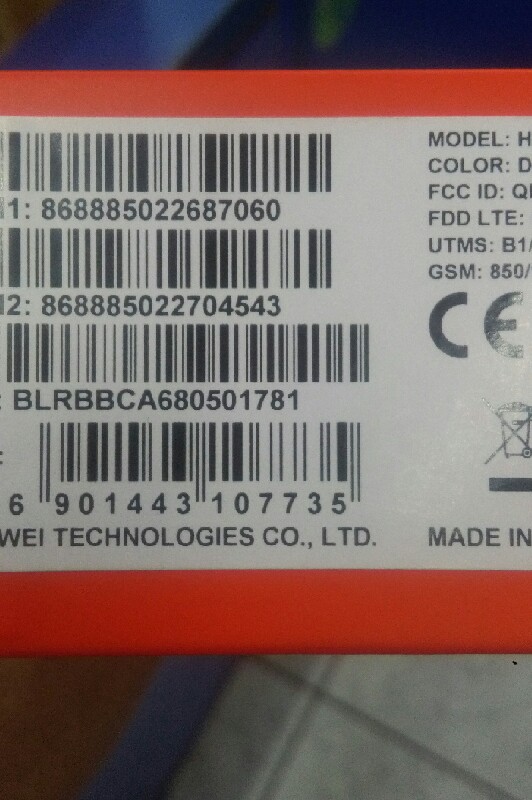 1: 868885022687060
2: 868885022704543
: BLRBBCA680501781
6 901443 107735
WEI TECHNOLOGIES CO., LTD.
MODEL: H
COLOR: D
FCC ID: Q
FDD LTE:
UTMS: B1/
GSM: 850/
CE
MADE IN